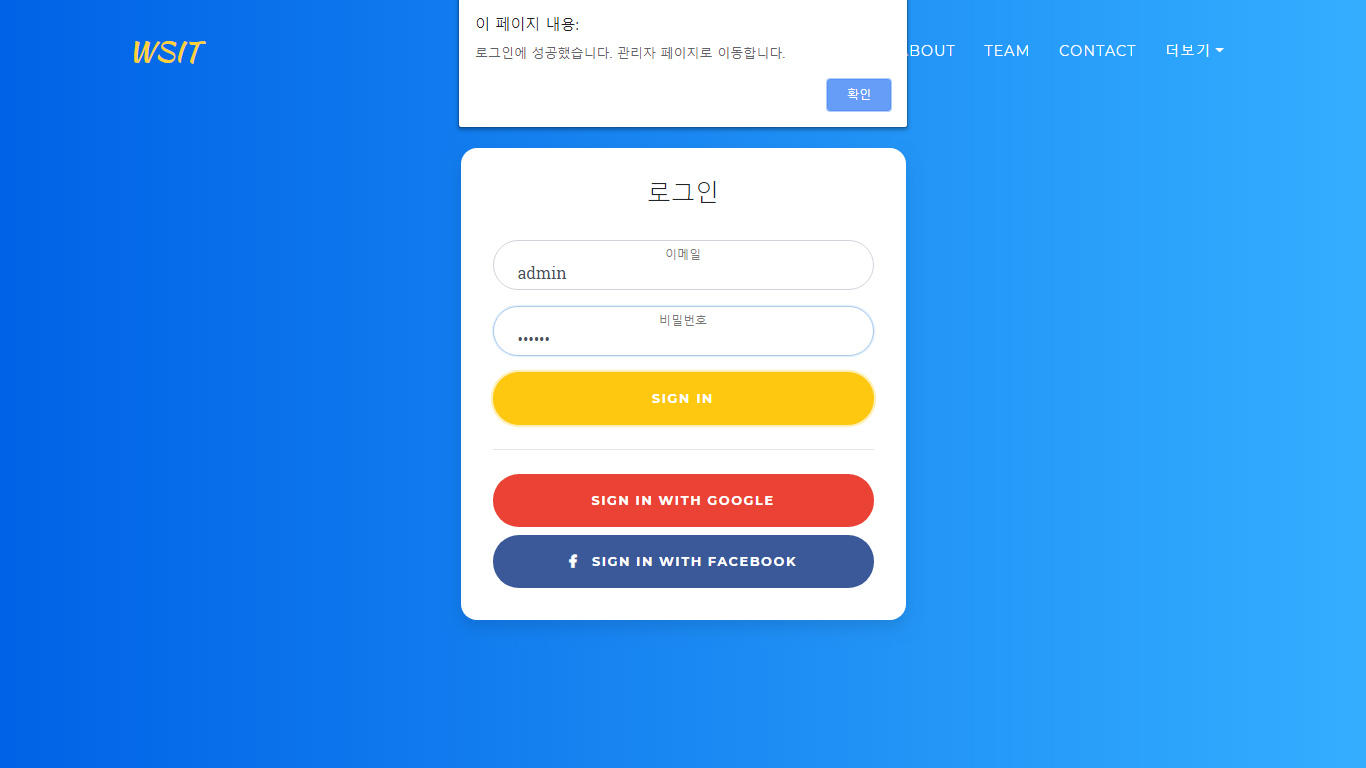 WSIT
이 페이지 내용:
로그인에 성공했습니다. 관리자 페이지로 이동합니다.
확인
ABOUT TEAM CONTACT 더보기
로그인
이메일
admin
비밀번호
••••••
SIGN IN
SIGN IN WITH GOOGLE
SIGN IN WITH FACEBOOK